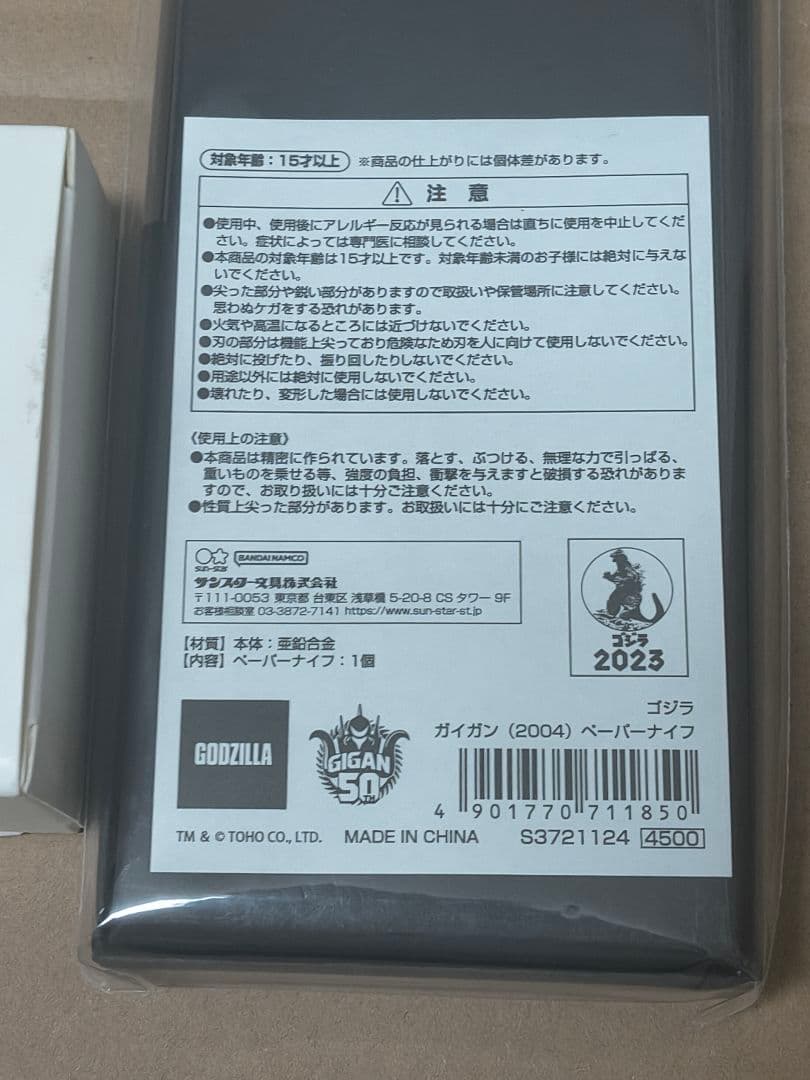 対象年齢：15才以上 ※商品の仕上がりには個体差があります。
注 意
●使用中、使用後にアレルギー反応が見られる場合は直ちに使用を中止してくだ
さい。症状によっては専門医に相談してください。
●本商品の対象年齢は15才以上です。対象年齢未満のお子様には絶対に与えな
いでください。
●尖った部分や鋭い部分がありますので取扱いや保管場所に注意してください。
思わぬケガをする恐れがあります。
●火気や高温になるところには近づけないでください。
●刃の部分は機能上尖っており危険なため刃を人に向けて使用しないでください。
●絶対に投げたり、振り回したりしないでください。
●用途以外には絶対に使用しないでください。
●壊れたり、変形した場合には使用しないでください。
《使用上の注意》
●本商品は精密に作られています。落とす、ぶつける、無理な力で引っぱる、
重いものを乗せる等、強度の負担、衝撃を与えますと破損する恐れがありま
すので、お取り扱いには十分ご注意ください。
●性質上尖った部分があります。お取扱いには十分にご注意ください。
SUN-STAR BANDAI NAMCO
サンスター文具株式会社
〒111-0053 東京都 台東区 浅草橋 5-20-8 CS タワー 9F
お客様相談室 03-3872-7141 https://www.sun-star-st.jp
ゴジラ
2023
【材質】本体：亜鉛合金
【内容】ペーパーナイフ：1個
GODZILLA
GIGAN
50TH
ゴジラ
ガイガン（2004）ペーパーナイフ
4 901770 711850
TM & © TOHO CO., LTD. MADE IN CHINA S3721124 4500